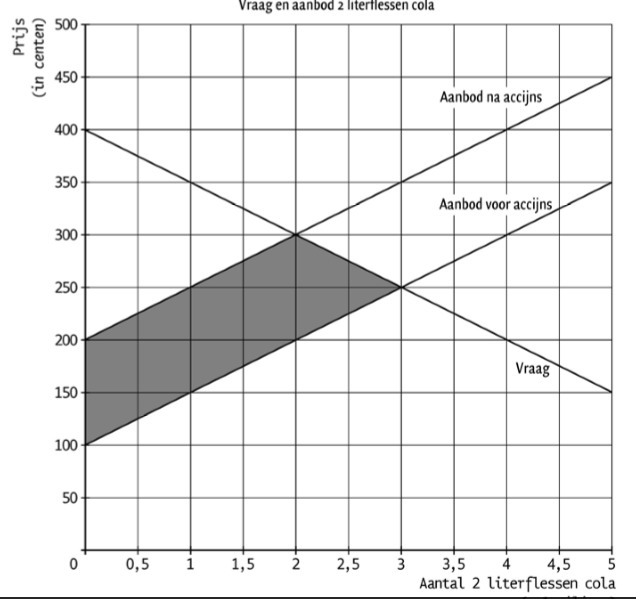 Vraag en aanbod 2 literflessen cola
Prijs
(in centen)
500
450
400
350
300
250
200
150
100
50
Aanbod na accijns
Aanbod voor accijns
Vraag
0 0,5 1 1,5 2 2,5 3 3,5 4 4,5 5
Aantal 2 literflessen cola